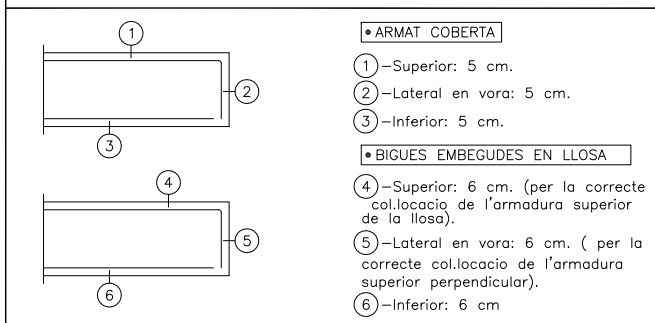 1
2
3
4
5
6
• ARMAT COBERTA
1 -Superior: 5 cm.
2 -Lateral en vora: 5 cm.
3 -Inferior: 5 cm.
• BIGUES EMBEGUDES EN LLOSA
4 -Superior: 6 cm. (per la correcte
col.locacio de l'armadura superior
de la llosa).
5 -Lateral en vora: 6 cm. ( per la
correcte col.locacio de l'armadura
superior perpendicular).
6 -Inferior: 6 cm